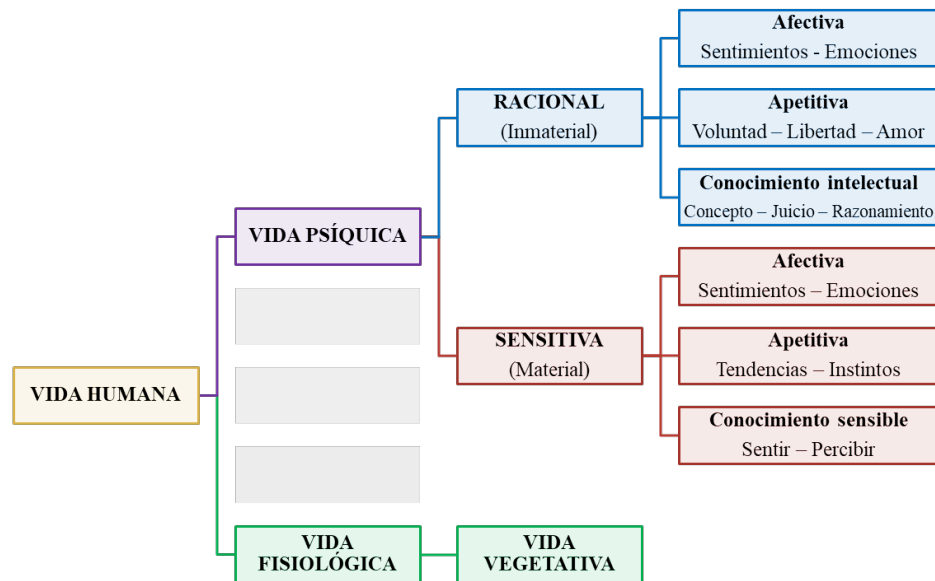 VIDA HUMANA
VIDA PSÍQUICA
RACIONAL
(Inmaterial)
Afectiva
Sentimientos - Emociones
Apetitiva
Voluntad – Libertad – Amor
Conocimiento intelectual
Concepto – Juicio – Razonamiento
SENSITIVA
(Material)
Afectiva
Sentimientos – Emociones
Apetitiva
Tendencias – Instintos
Conocimiento sensible
Sentir – Percibir
VIDA
FISIOLÓGICA
VIDA
VEGETATIVA